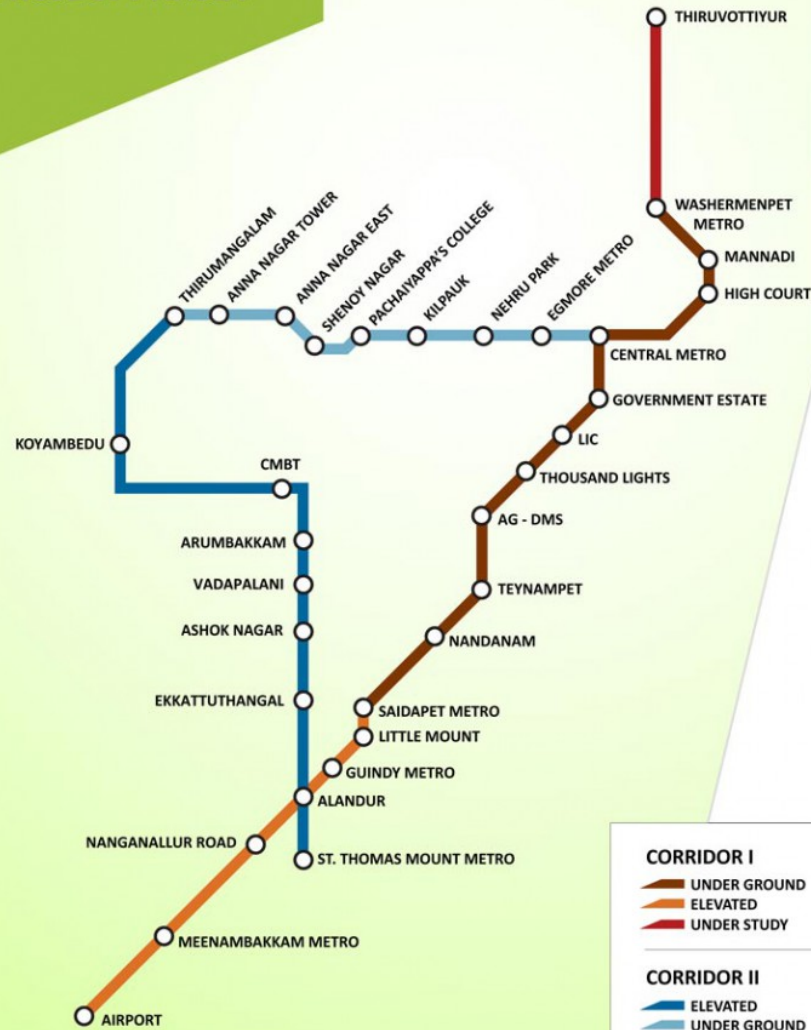 THIRUVOTTIYUR
WASHERMENPET
METRO
MANNADI
HIGH COURT
THIRUMANGALAM
ANNA NAGAR TOWER
ANNA NAGAR EAST
SHENOY NAGAR
PACHAIYAPPA'S COLLEGE
KILPAUK
NEHRU PARK
EGMORE METRO
CENTRAL METRO
GOVERNMENT ESTATE
LIC
THOUSAND LIGHTS
AG - DMS
TEYNAMPET
NANDANAM
SAIDAPET METRO
LITTLE MOUNT
GUINDY METRO
ALANDUR
KOYAMBEDU
CMBT
ARUMBAKKAM
VADAPALANI
ASHOK NAGAR
EKKATTUTHANGAL
NANGANALLUR ROAD
ST. THOMAS MOUNT METRO
MEENAMBAKKAM METRO
AIRPORT
CORRIDOR I
UNDER GROUND
ELEVATED
UNDER STUDY
CORRIDOR II
ELEVATED
UNDER GROUND